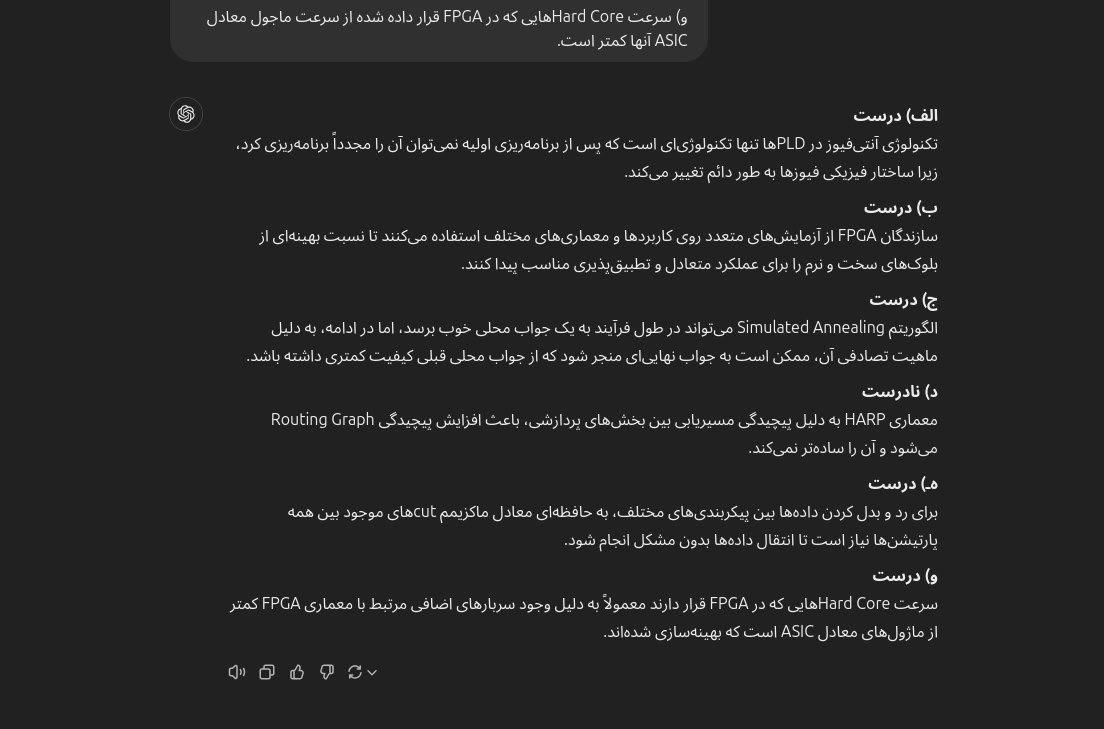 و) سرعت Hard Coreهایی که در FPGA قرار داده شده از سرعت ماجول معادل
ASIC آنها کمتر است.
الف) درست
تکنولوژی آنتی‌فیوز در PLDها تنها تکنولوژی‌ای است که پس از برنامه‌ریزی اولیه نمی‌توان آن را مجدداً برنامه‌ریزی کرد،
زیرا ساختار فیزیکی فیوزها به طور دائم تغییر می‌کند.
ب) درست
سازندگان FPGA از آزمایش‌های متعدد روی کاربردها و معماری‌های مختلف استفاده می‌کنند تا نسبت بهینه‌ای از
بلوک‌های سخت و نرم را برای عملکرد متعادل و تطبیق‌پذیری مناسب پیدا کنند.
ج) درست
الگوریتم Simulated Annealing می‌تواند در طول فرآیند به یک جواب محلی خوب برسد، اما در ادامه، به دلیل
ماهیت تصادفی آن، ممکن است به جواب نهایی‌ای منجر شود که از جواب محلی قبلی کیفیت کمتری داشته باشد.
د) نادرست
معماری HARP به دلیل پیچیدگی مسیریابی بین بخش‌های پردازشی، باعث افزایش پیچیدگی Routing Graph
می‌شود و آن را ساده‌تر نمی‌کند.
هـ) درست
برای رد و بدل کردن داده‌ها بین پیکربندی‌های مختلف، به حافظه‌ای معادل ماکزیمم cutهای موجود بین همه
پارتیشن‌ها نیاز است تا انتقال داده‌ها بدون مشکل انجام شود.
و) درست
سرعت Hard Coreهایی که در FPGA قرار دارند معمولاً به دلیل وجود سربارهای اضافی مرتبط با معماری FPGA کمتر
از ماژول‌های معادل ASIC است که بهینه‌سازی شده‌اند.